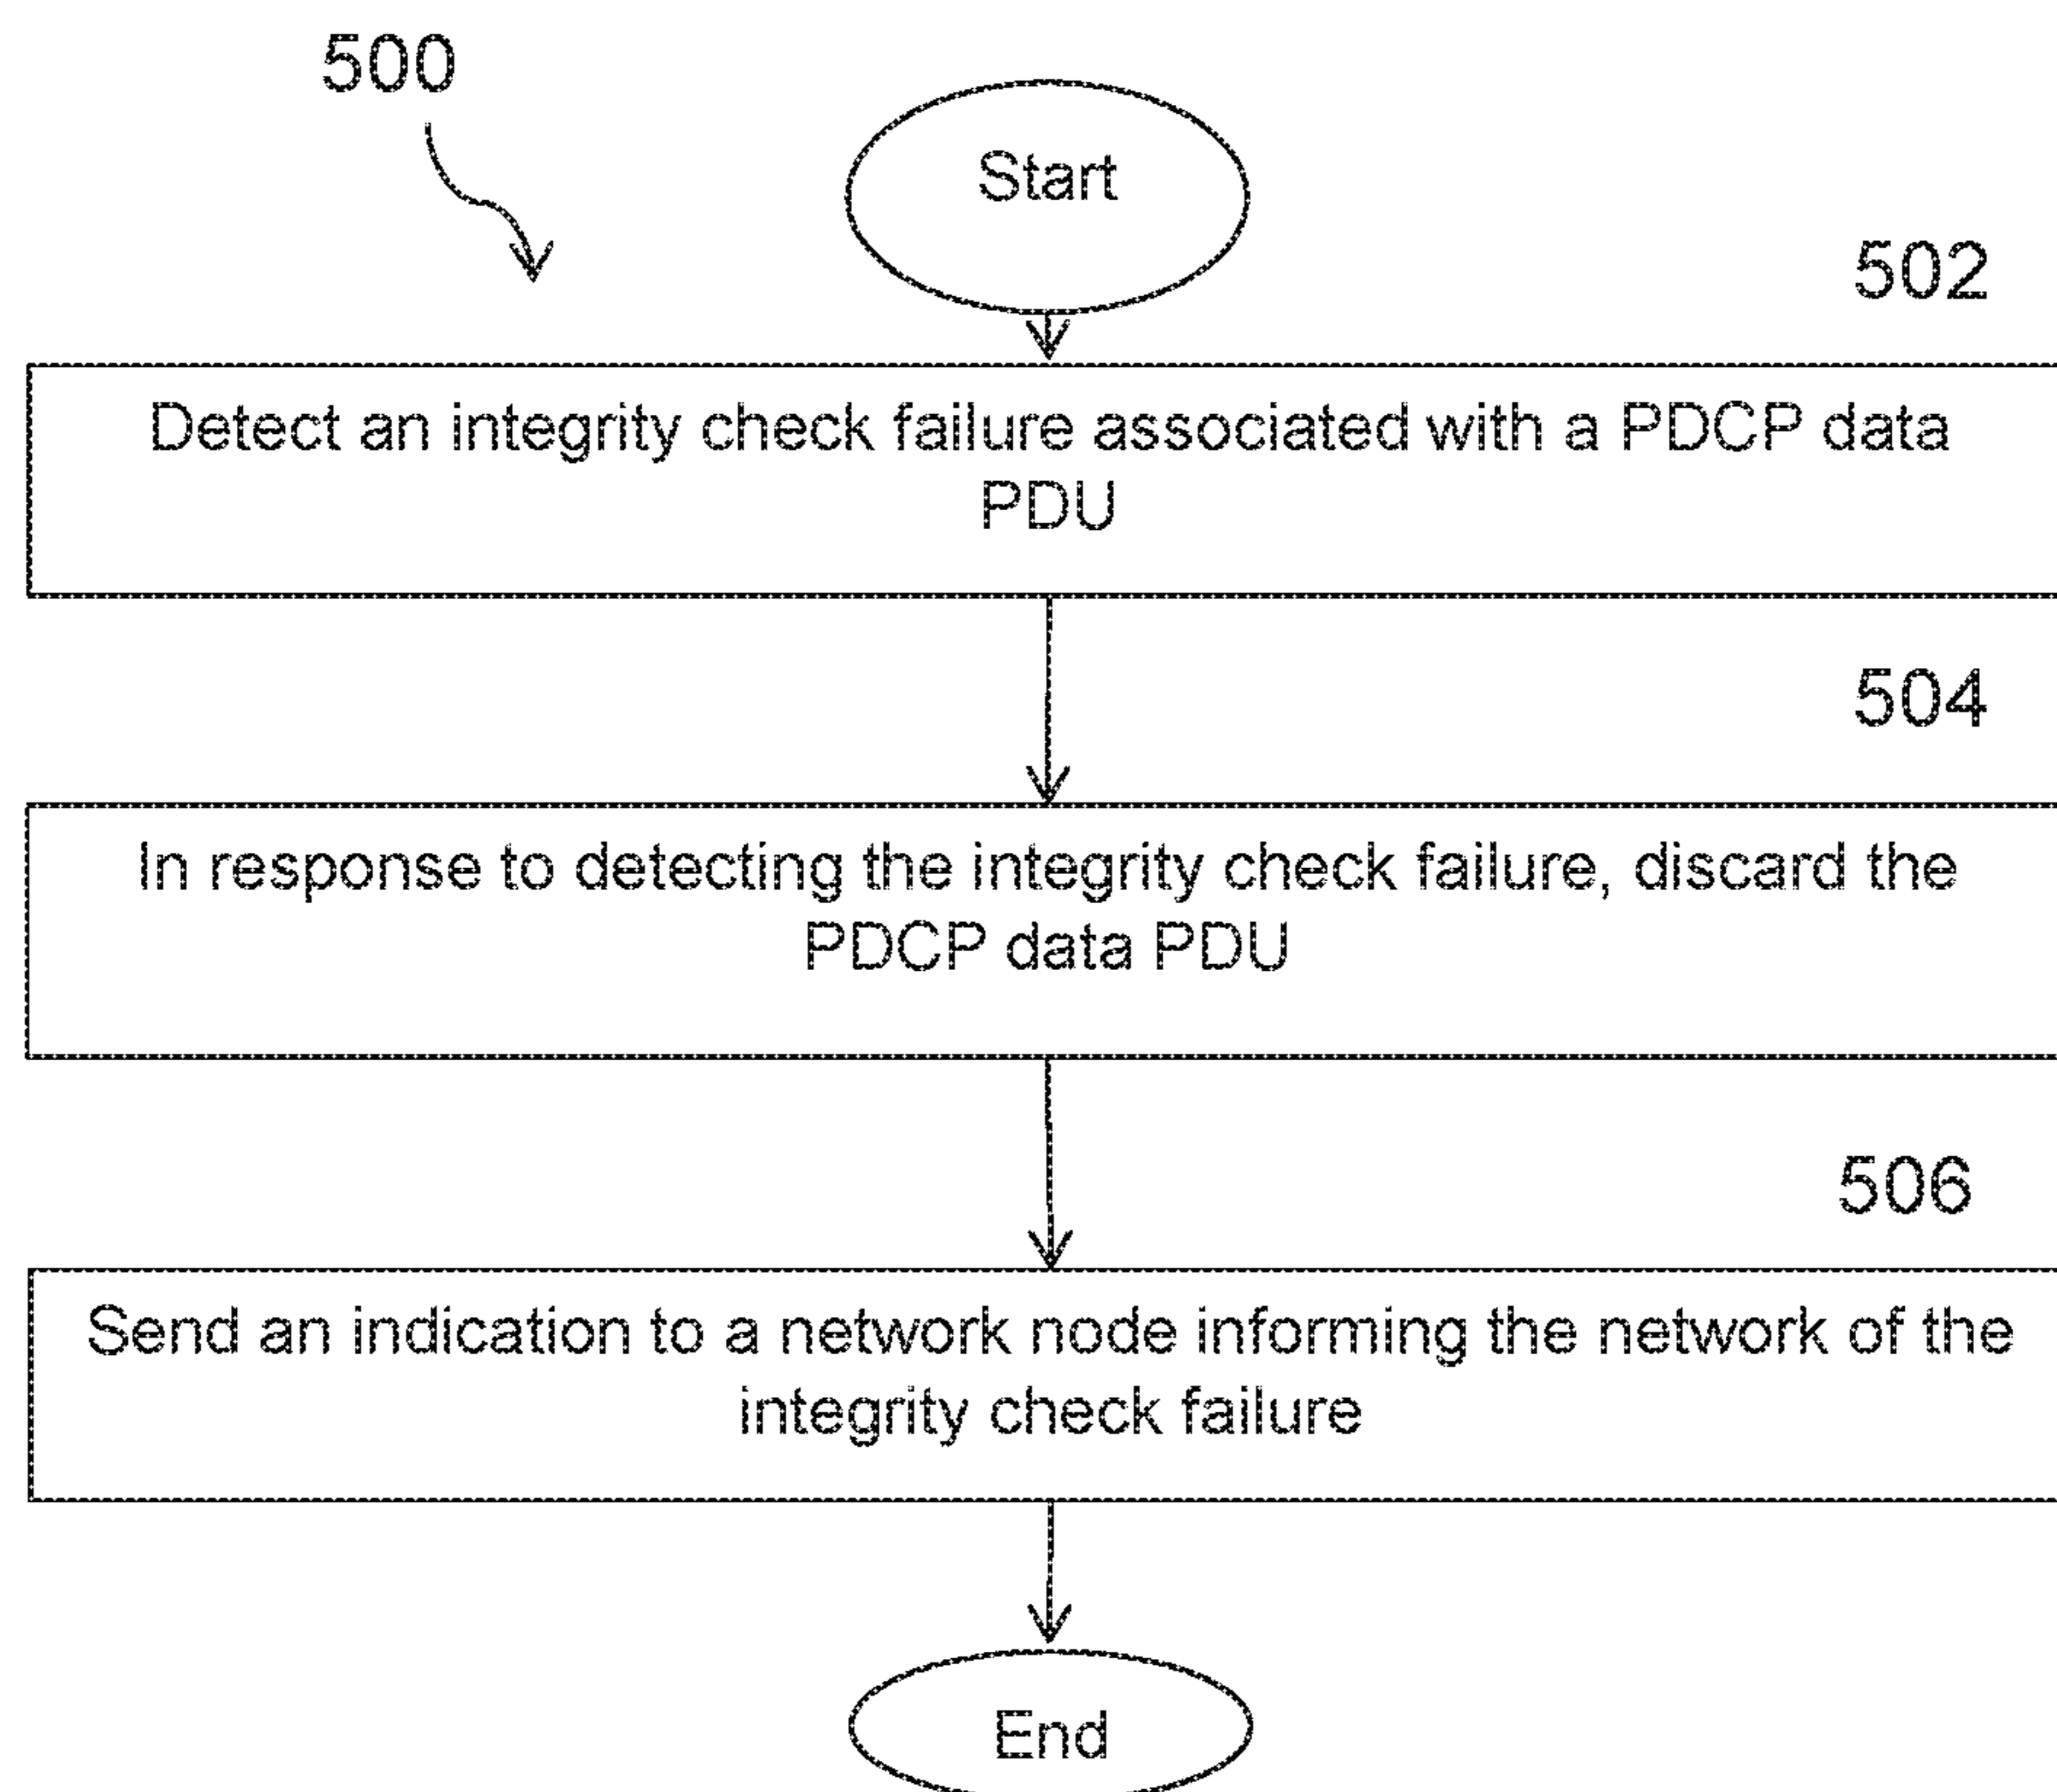 500
Start
502
Detect an integrity check failure associated with a PDCP data
PDU
504
In response to detecting the integrity check failure, discard the
PDCP data PDU
506
Send an indication to a network node informing the network of the
integrity check failure
End